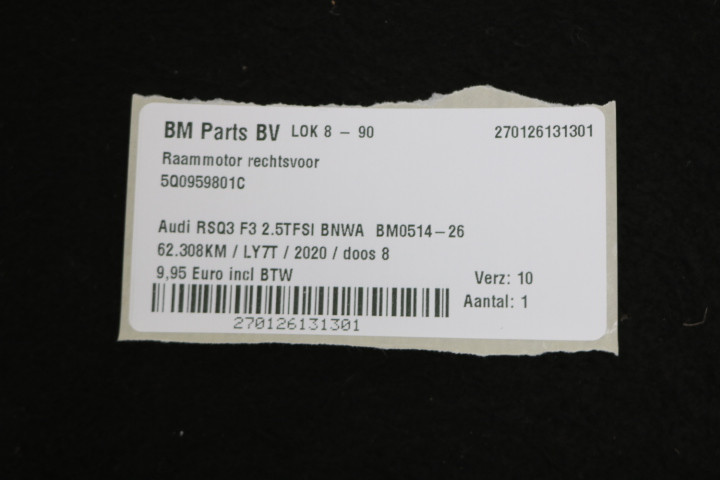 BM Parts BV LOK 8 - 90 270126131301
Raammotor rechtsvoor
5Q0959801C
Audi RSQ3 F3 2.5TFSI BNWA BM0514-26
62.308KM / LY7T / 2020 / doos 8
9,95 Euro incl BTW Verz: 10
Aantal: 1
270126131301